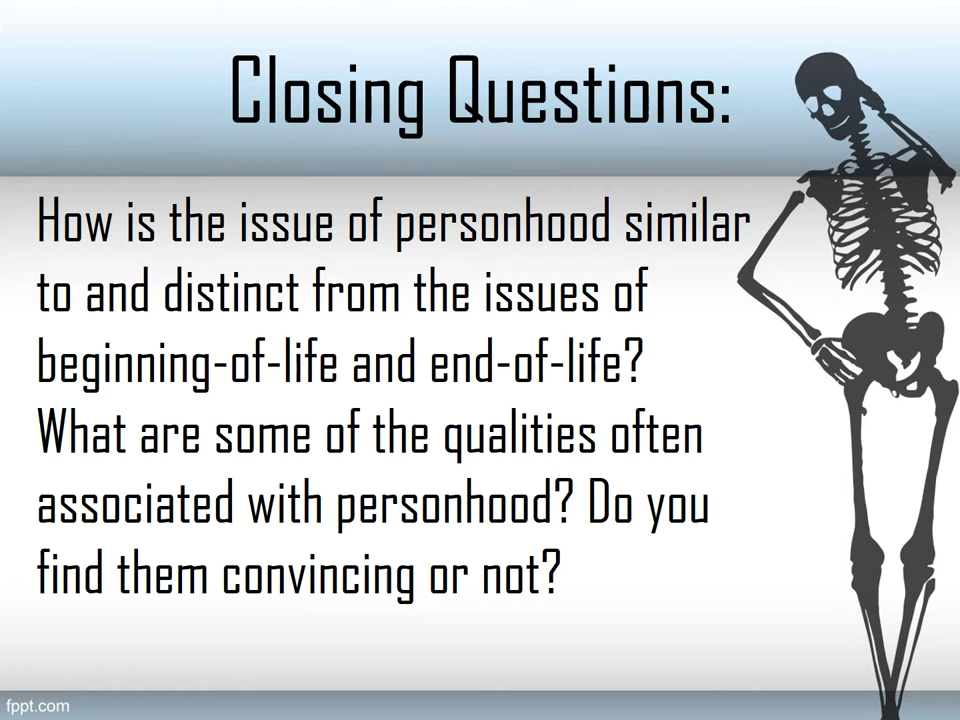 Closing Questions:
How is the issue of personhood similar
to and distinct from the issues of
beginning-of-life and end-of-life?
What are some of the qualities often
associated with personhood? Do you
find them convincing or not?
fppt.com